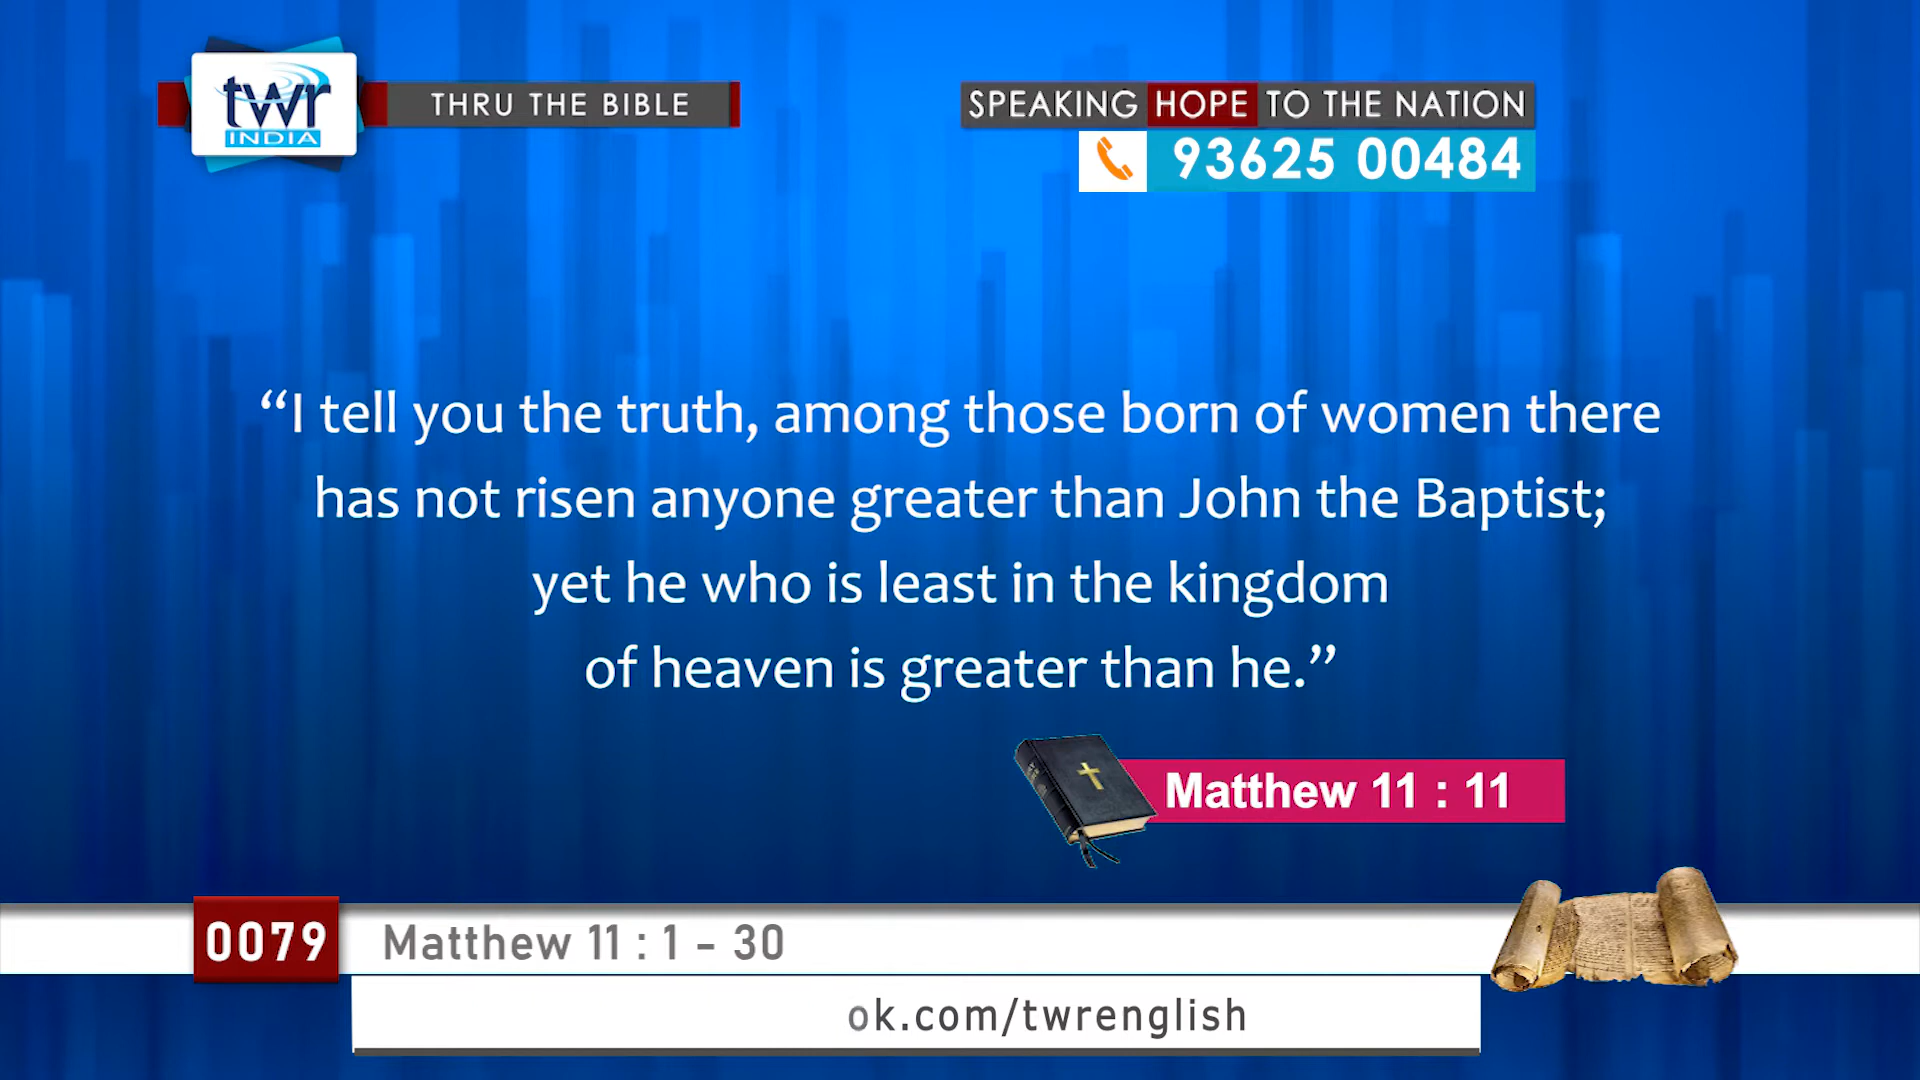 twr
INDIA
THRU THE BIBLE
SPEAKING HOPE TO THE NATION
93625 00484
“I tell you the truth, among those born of women there
has not risen anyone greater than John the Baptist;
yet he who is least in the kingdom
of heaven is greater than he.”
Matthew 11 : 11
0079
Matthew 11 : 1 - 30
ok.com/twrenglish